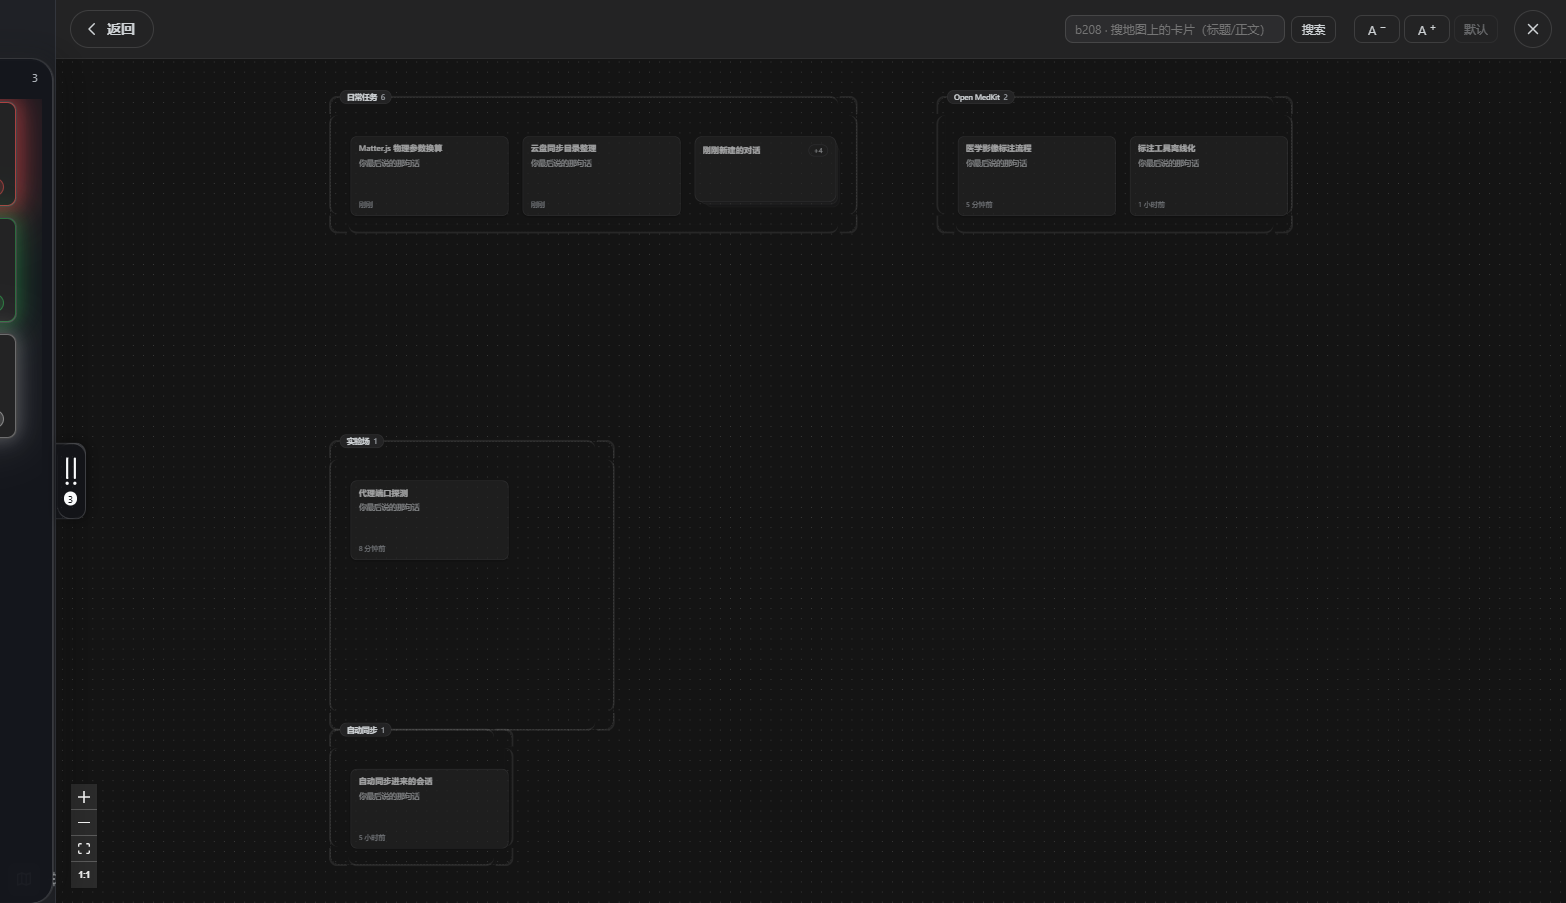 返回
b208 · 搜地图上的卡片（标题/正文）
搜索
A⁻
A⁺
默认
3
日常任务 6
Matter.js 物理参数换算
你最后说的那句话
刚刚
云盘同步目录整理
你最后说的那句话
刚刚
刚刚新建的对话
+4
Open MedKit 2
医学影像标注流程
你最后说的那句话
5 分钟前
标注工具离线化
你最后说的那句话
1 小时前
实验场 1
代理端口探测
你最后说的那句话
8 分钟前
3
自动同步 1
自动同步进来的会话
你最后说的那句话
5 小时前
1:1